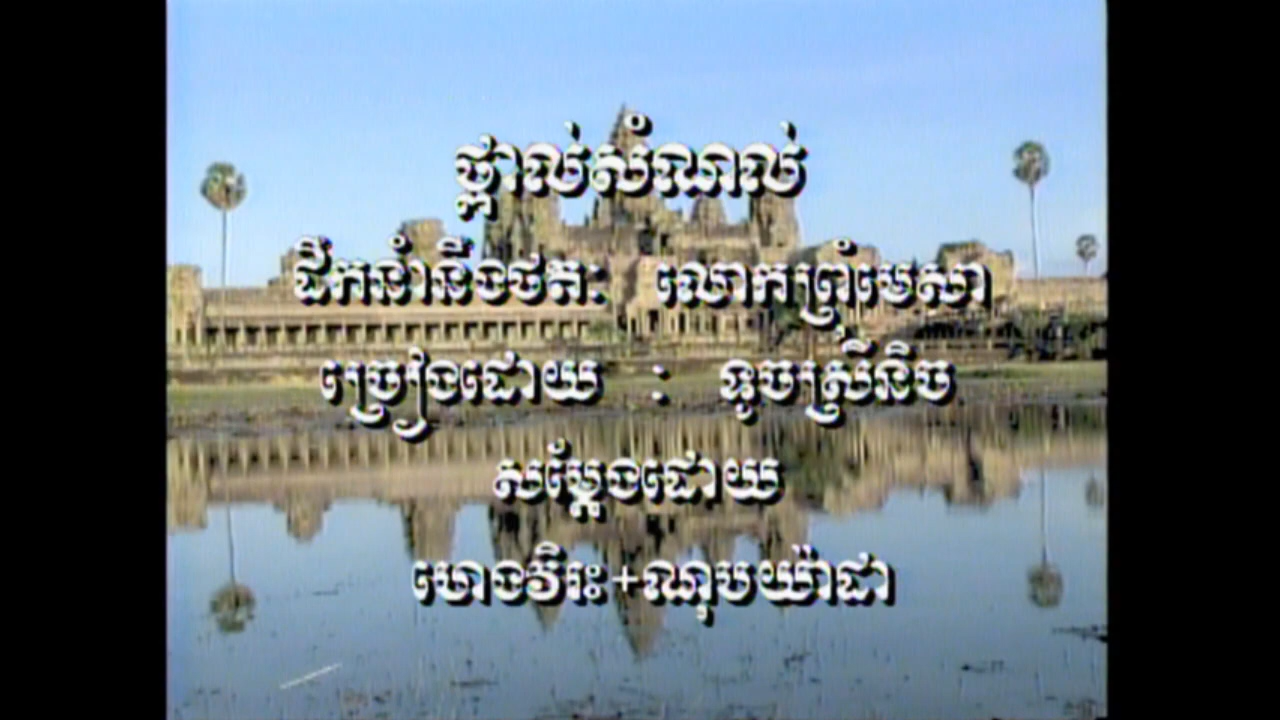 ថ្កាល់សំណល់
ដឹកនាំនឹងថតៈ លោកព្រំមេសា
ច្រៀងដោយ : ទូចស្រីនិច
សម្តែងដោយ
ហេងវិរះ+ណុបយ៉ាដា